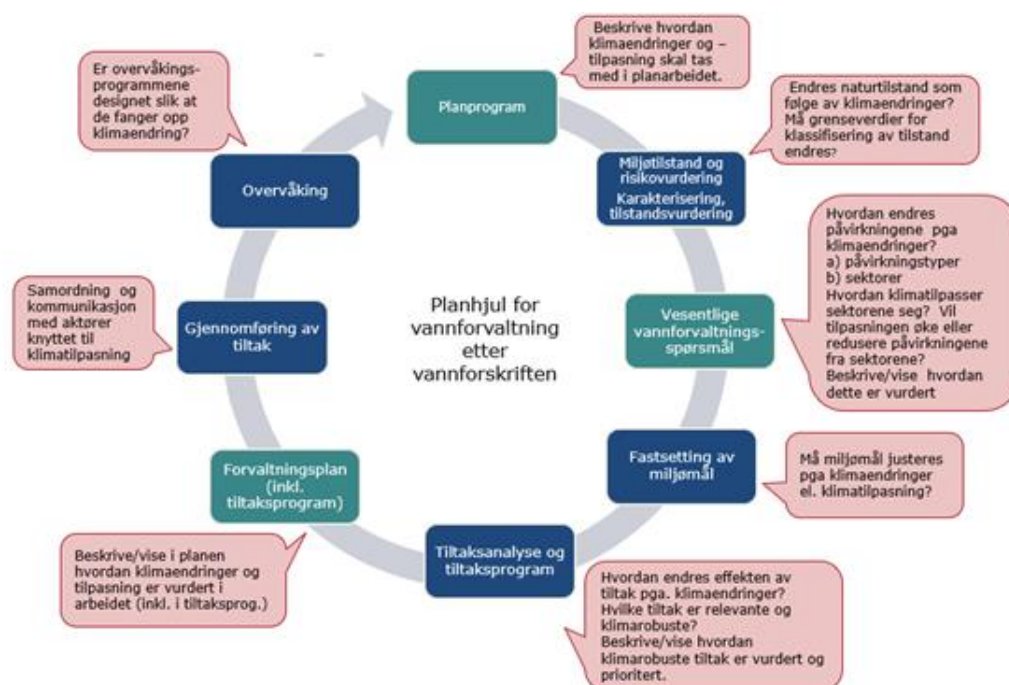 Beskrive hvordan
klimaendringer og –
tilpasning skal tas
med i planarbeidet.
Er overvåkings-
programmene
designet slik at
de fanger opp
klimaendring?
Planprogram
Endres naturtilstand som
følge av klimaendringer?
Må grenseverdier for
klassifisering av tilstand
endres?
Miljøtilstand og
risikovurdering
Karakterisering,
tilstandsvurdering
Overvåking
Hvordan endres
påvirkningene pga
klimaendringer?
a) påvirkningstyper
b) sektorer
Hvordan klimatilpasser
sektorene seg? Vil
tilpasningen øke eller
redusere påvirkningene
fra sektorene?
Beskrive/vise hvordan
dette er vurdert
Samordning og
kommunikasjon
med aktører
knyttet til
klimatilpasning
Gjennomføring av
tiltak
Planhjul for
vannforvaltning
etter
vannforskriften
Vesentlige
vannforvaltnings-
spørsmål
Forvaltningsplan
(inkl.
tiltaksprogram)
Fastsetting av
miljømål
Må miljømål justeres
pga klimaendringer
el. klimatilpasning?
Tiltaksanalyse og
tiltaksprogram
Beskrive/vise i planen
hvordan klimaendringer og
tilpasning er vurdert i
arbeidet (inkl. i tiltaksprog.)
Hvordan endres effekten av
tiltak pga. klimaendringer?
Hvilke tiltak er relevante og
klimarobuste?
Beskrive/vise hvordan
klimarobuste tiltak er vurdert og
prioritert.